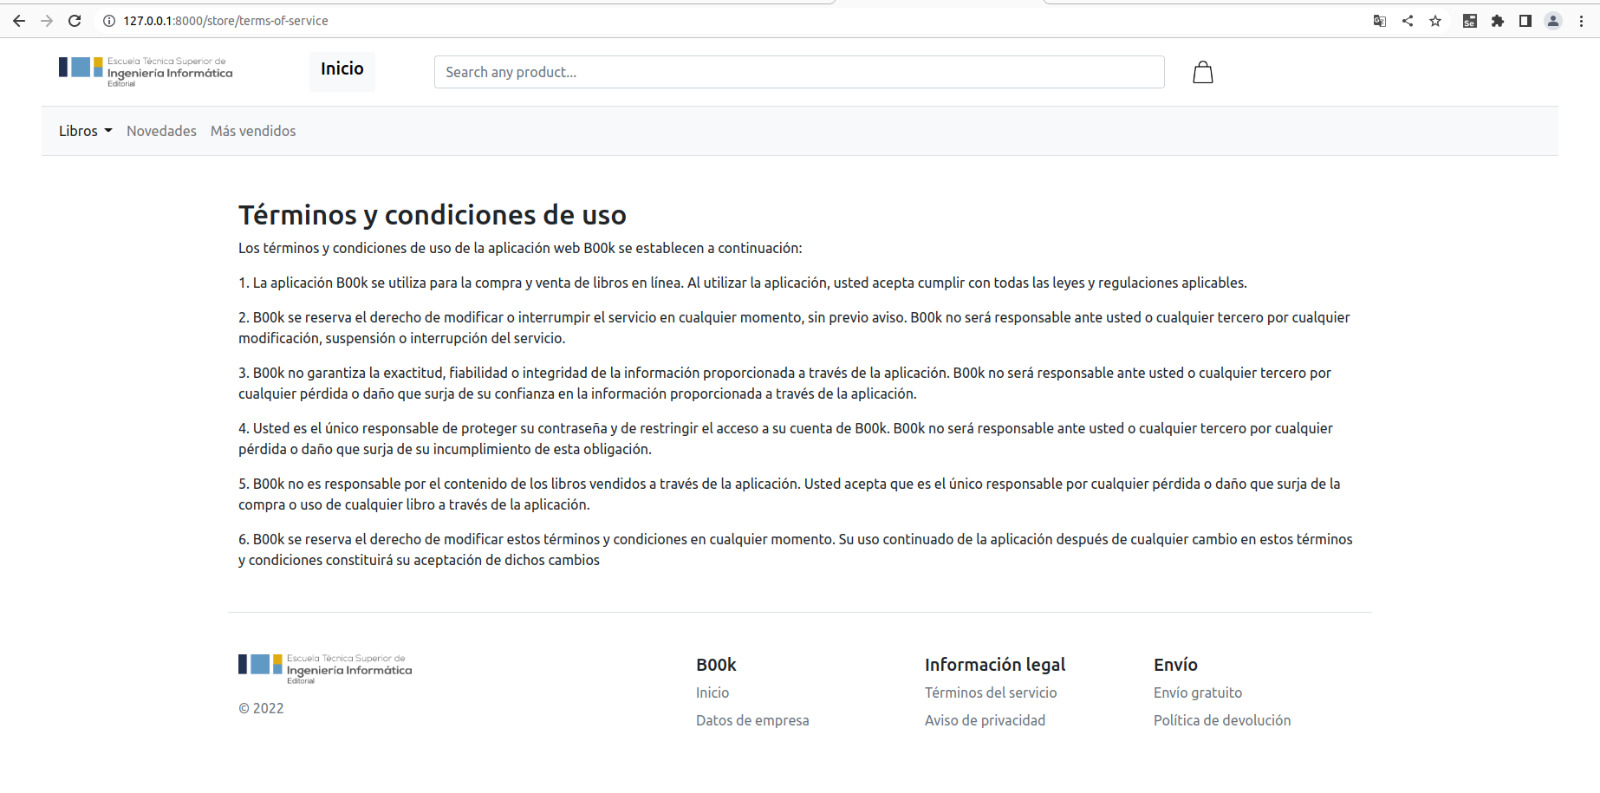 127.0.0.1:8000/store/terms-of-service
Escuela Técnica Superior de
Ingeniería Informática
Editorial
Inicio
Search any product...
Libros Novedades Más vendidos
Términos y condiciones de uso
Los términos y condiciones de uso de la aplicación web B00k se establecen a continuación:
1. La aplicación B00k se utiliza para la compra y venta de libros en línea. Al utilizar la aplicación, usted acepta cumplir con todas las leyes y regulaciones aplicables.
2. B00k se reserva el derecho de modificar o interrumpir el servicio en cualquier momento, sin previo aviso. B00k no será responsable ante usted o cualquier tercero por cualquier
modificación, suspensión o interrupción del servicio.
3. B00k no garantiza la exactitud, fiabilidad o integridad de la información proporcionada a través de la aplicación. B00k no será responsable ante usted o cualquier tercero por
cualquier pérdida o daño que surja de su confianza en la información proporcionada a través de la aplicación.
4. Usted es el único responsable de proteger su contraseña y de restringir el acceso a su cuenta de B00k. B00k no será responsable ante usted o cualquier tercero por cualquier
pérdida o daño que surja de su incumplimiento de esta obligación.
5. B00k no es responsable por el contenido de los libros vendidos a través de la aplicación. Usted acepta que es el único responsable por cualquier pérdida o daño que surja de la
compra o uso de cualquier libro a través de la aplicación.
6. B00k se reserva el derecho de modificar estos términos y condiciones en cualquier momento. Su uso continuado de la aplicación después de cualquier cambio en estos términos
y condiciones constituirá su aceptación de dichos cambios
Escuela Técnica Superior de
Ingeniería Informática
Editorial
© 2022
B00k
Inicio
Datos de empresa
Información legal
Términos del servicio
Aviso de privacidad
Envío
Envío gratuito
Política de devolución